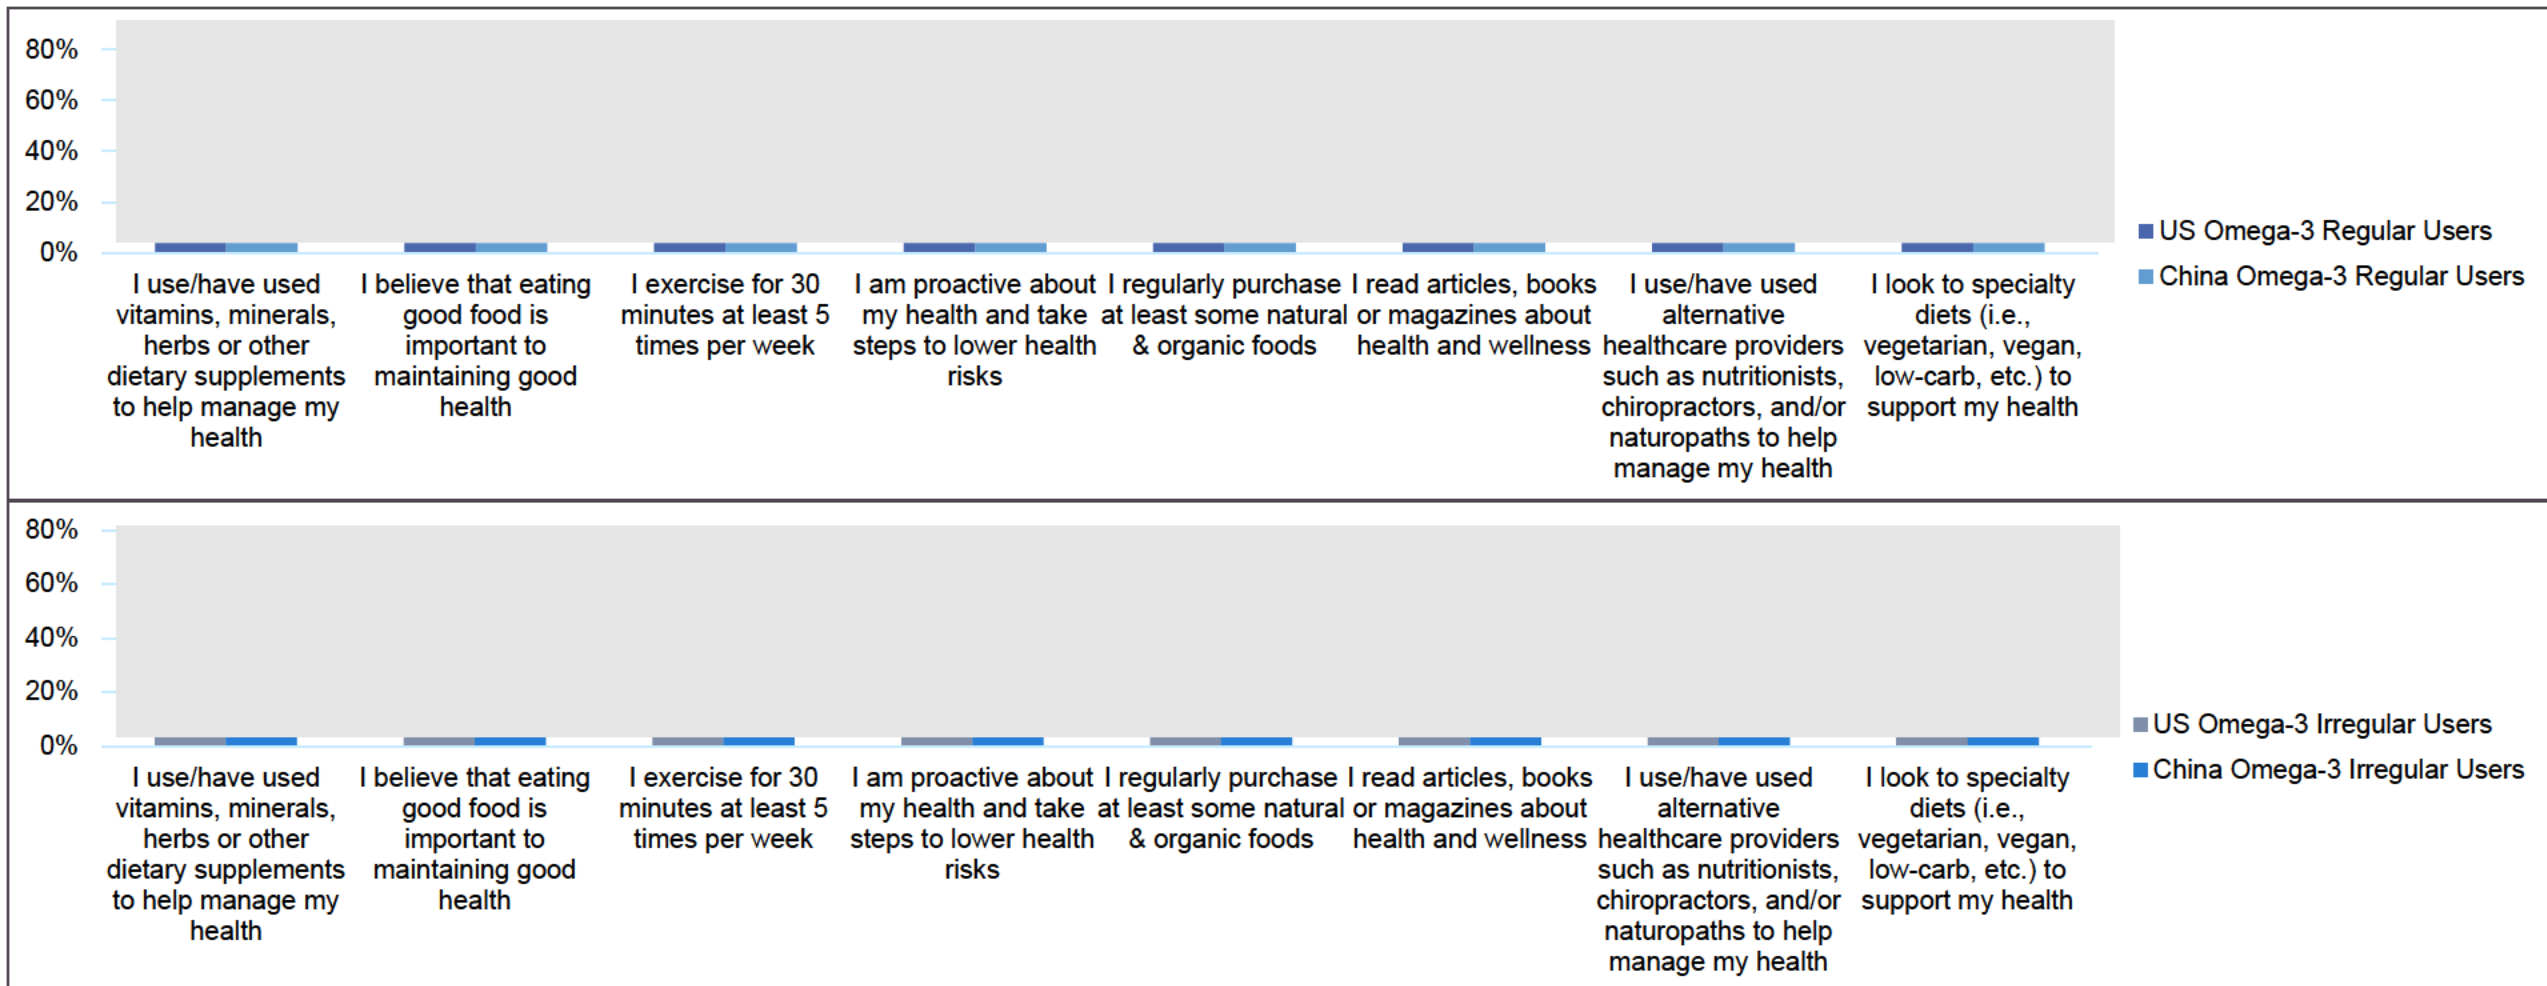 80%
60%
40%
20%
0%
I use/have used
vitamins, minerals,
herbs or other
dietary supplements
to help manage my
health
I believe that eating
good food is
important to
maintaining good
health
I exercise for 30
minutes at least 5
times per week
I am proactive about
my health and take
steps to lower health
risks
I regularly purchase
at least some natural
& organic foods
I read articles, books
or magazines about
health and wellness
I use/have used
alternative
healthcare providers
such as nutritionists,
chiropractors, and/or
naturopaths to help
manage my health
I look to specialty
diets (i.e.,
vegetarian, vegan,
low-carb, etc.) to
support my health
US Omega-3 Regular Users
China Omega-3 Regular Users
80%
60%
40%
20%
0%
I use/have used
vitamins, minerals,
herbs or other
dietary supplements
to help manage my
health
I believe that eating
good food is
important to
maintaining good
health
I exercise for 30
minutes at least 5
times per week
I am proactive about
my health and take
steps to lower health
risks
I regularly purchase
at least some natural
& organic foods
I read articles, books
or magazines about
health and wellness
I use/have used
alternative
healthcare providers
such as nutritionists,
chiropractors, and/or
naturopaths to help
manage my health
I look to specialty
diets (i.e.,
vegetarian, vegan,
low-carb, etc.) to
support my health
US Omega-3 Irregular Users
China Omega-3 Irregular Users